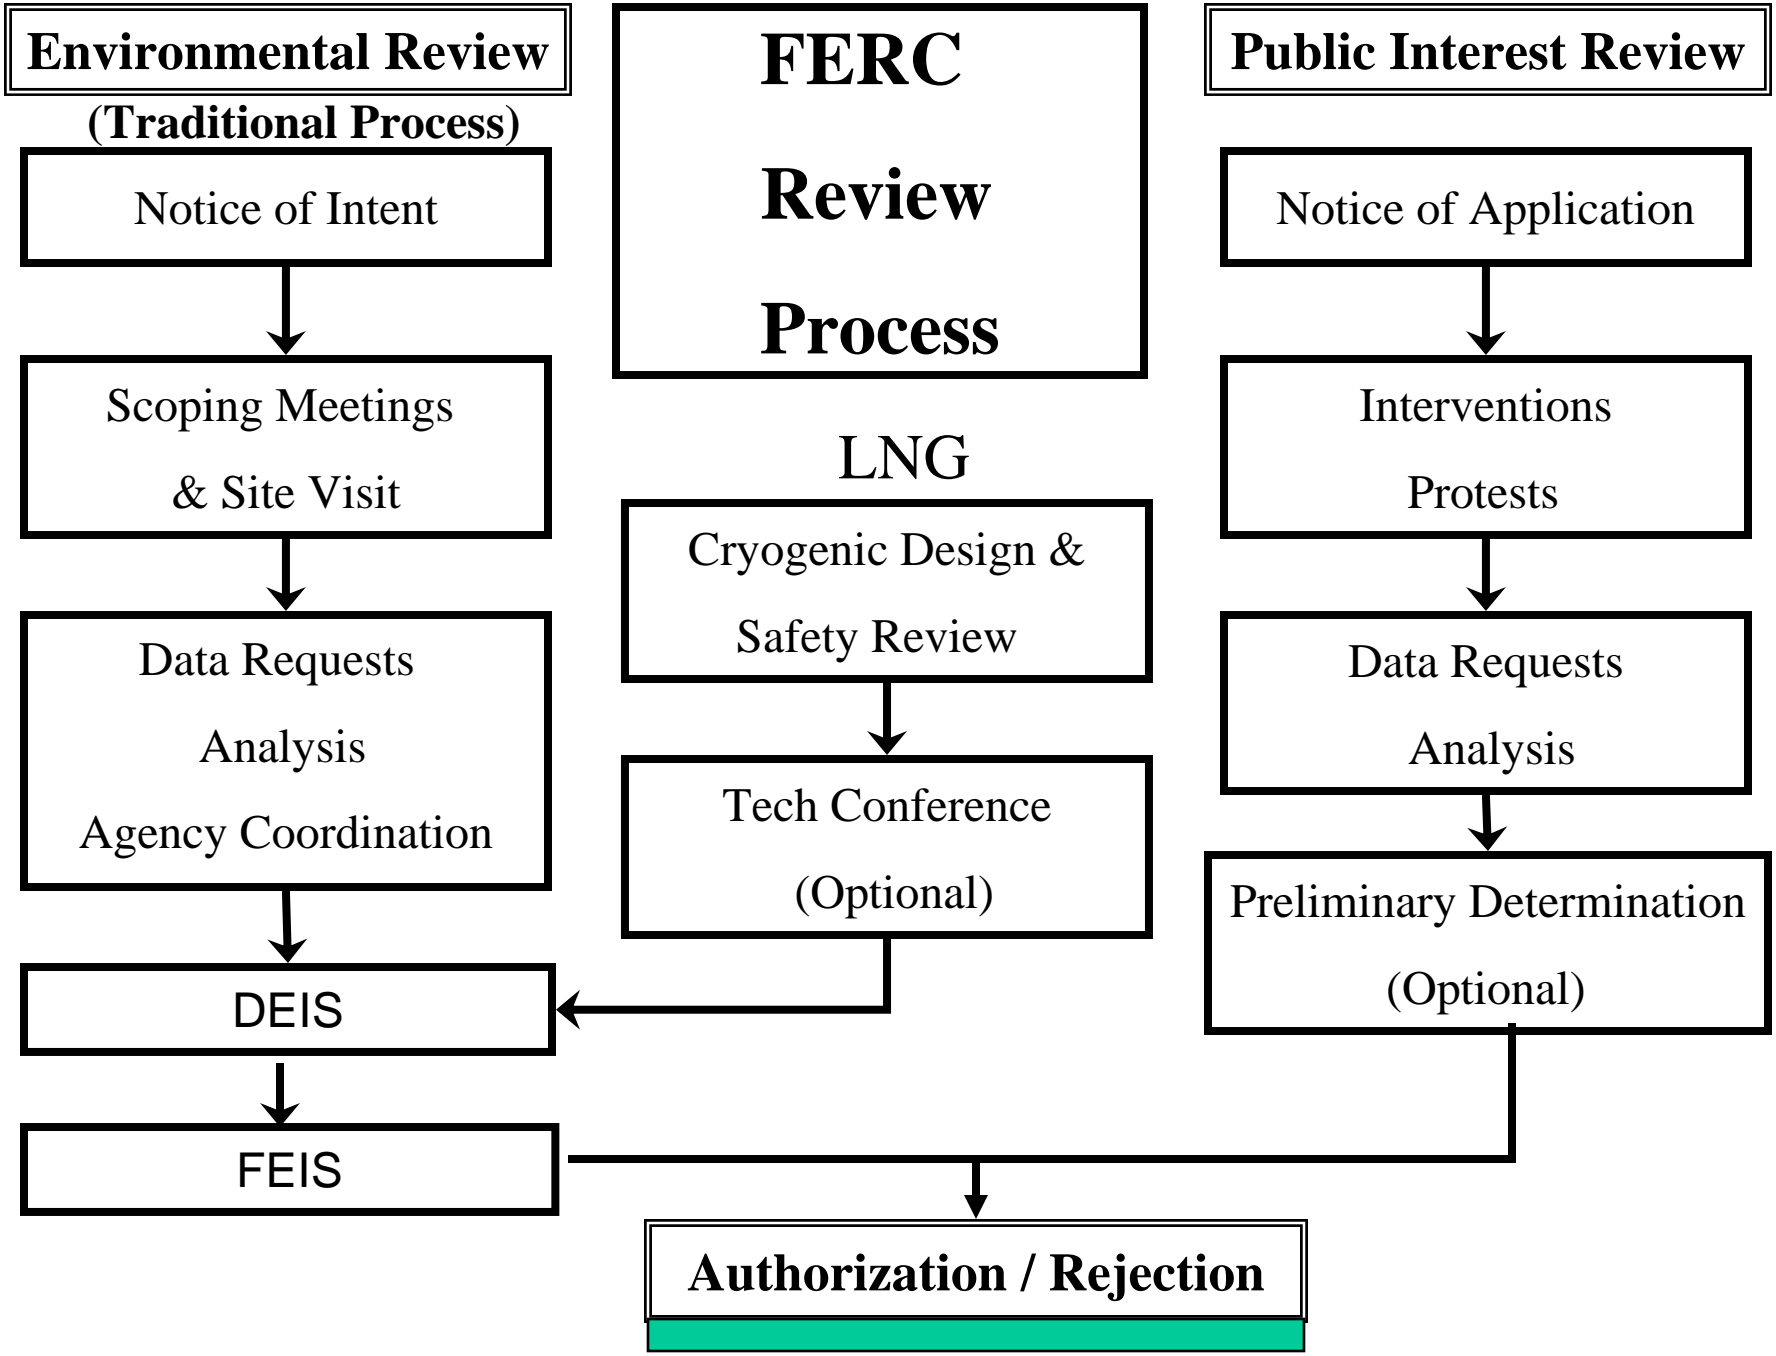 Environmental Review
(Traditional Process)
Notice of Intent
Scoping Meetings
& Site Visit
Data Requests
Analysis
Agency Coordination
DEIS
FEIS
FERC
Review
Process
LNG
Cryogenic Design &
Safety Review
Tech Conference
(Optional)
Public Interest Review
Notice of Application
Interventions
Protests
Data Requests
Analysis
Preliminary Determination
(Optional)
Authorization / Rejection